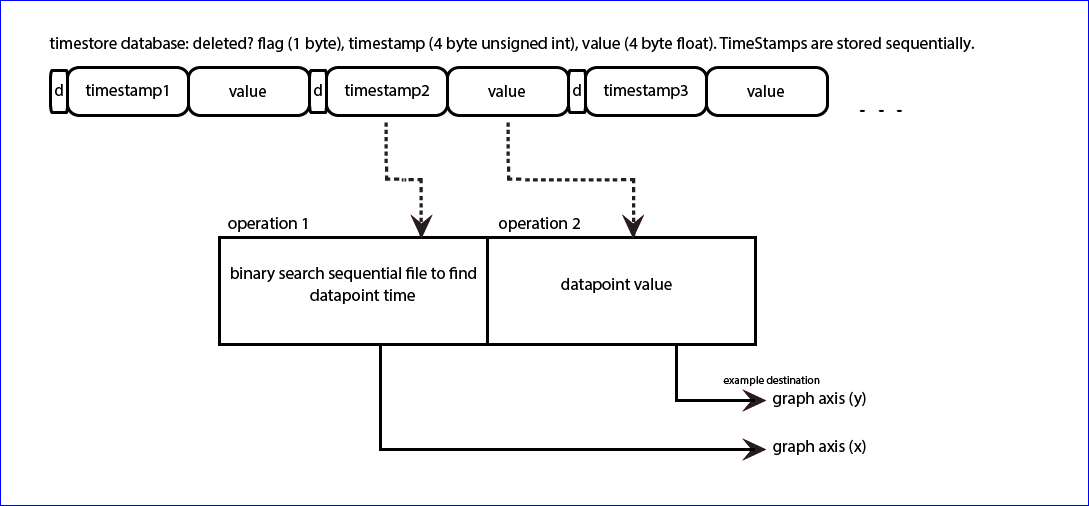 timestore database: deleted? flag (1 byte), timestamp (4 byte unsigned int), value (4 byte float). TimeStamps are stored sequentially.
d timestamp1 value d timestamp2 value d timestamp3 value - - -
operation 1 operation 2
binary search sequential file to find
datapoint time
datapoint value
example destination
graph axis (y)
graph axis (x)